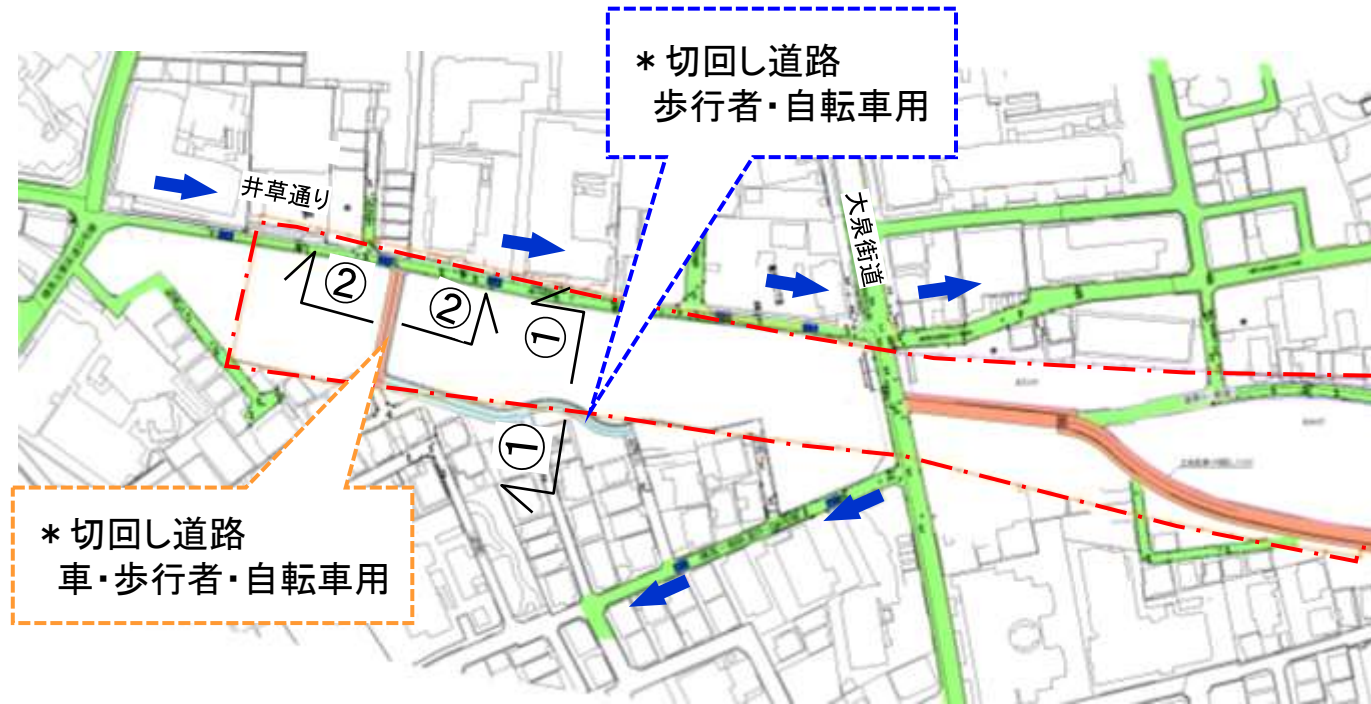 ＊切回し道路
歩行者・自転車用
井草通り
大泉街道
②
②
①
①
＊切回し道路
車・歩行者・自転車用